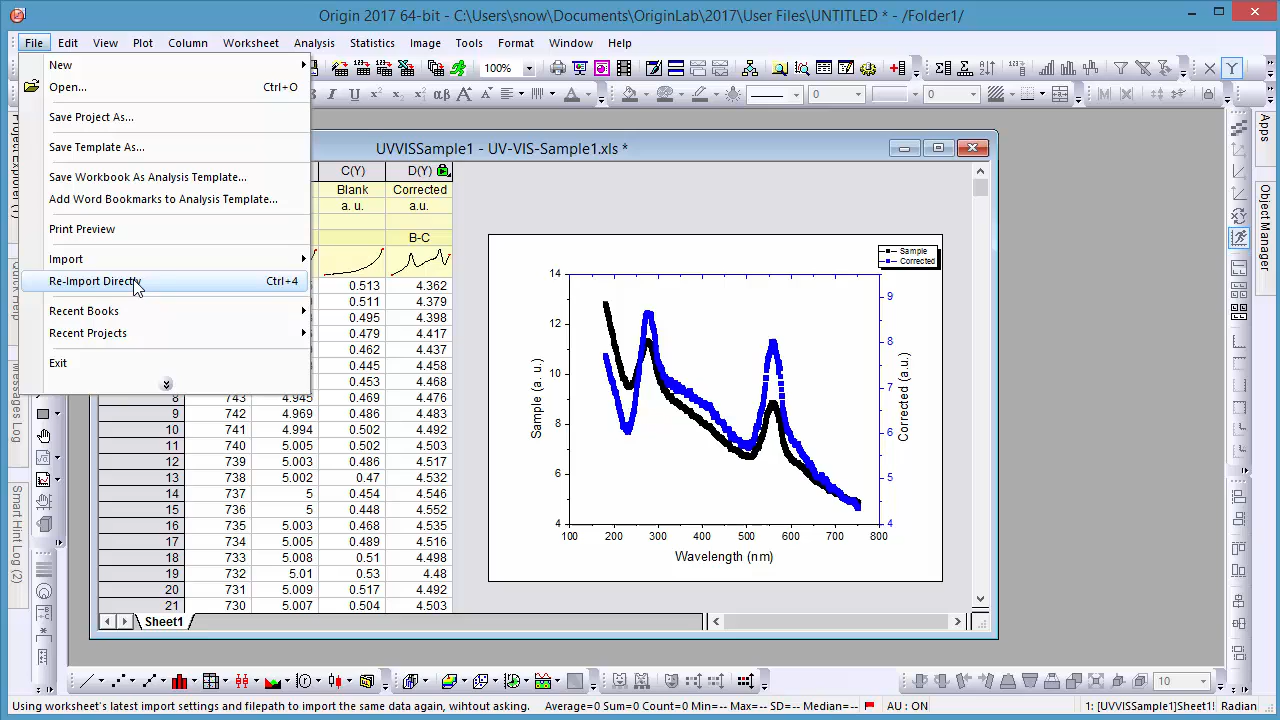 Origin 2017 64-bit - C:\Users\snow\Documents\OriginLab\2017\User Files\UNTITLED * - /Folder1/
File Edit View Plot Column Worksheet Analysis Statistics Image Tools Format Window Help
New
Open... Ctrl+O
Save Project As...
Save Template As...
Save Workbook As Analysis Template...
Add Word Bookmarks to Analysis Template...
Print Preview
Import
Re-Import Directly Ctrl+4
Recent Books
Recent Projects
Exit
100%
B I U
0 0
Project Explorer (1)
Quick Help
Messages Log
Smart Hint Log (2)
Apps
Object Manager
UVVISSample1 - UV-VIS-Sample1.xls *
C(Y) D(Y)
Blank Corrected
a. u. a.u.
B-C
0.513 4.362
0.511 4.379
0.495 4.398
0.479 4.417
0.462 4.437
0.445 4.458
0.453 4.468
8 743 4.945 0.469 4.476
9 742 4.969 0.486 4.483
10 741 4.994 0.502 4.492
11 740 5.005 0.502 4.503
12 739 5.003 0.486 4.517
13 738 5.002 0.47 4.532
14 737 5 0.454 4.546
15 736 5 0.448 4.552
16 735 5.003 0.468 4.535
17 734 5.005 0.489 4.516
18 733 5.008 0.51 4.498
19 732 5.01 0.53 4.48
20 731 5.009 0.517 4.492
21 730 5.007 0.504 4.503
Sheet1
Sample
Corrected
14
12
10
8
6
4
Sample (a. u.)
9
8
7
6
5
4
Corrected (a.u.)
100 200 300 400 500 600 700 800
Wavelength (nm)
10
Using worksheet's latest import settings and filepath to import the same data again, wihtout asking. Average=0 Sum=0 Count=0 Min=-- Max=-- SD=-- Median=-- AU : ON 1: [UVVISSample1]Sheet1! Radian